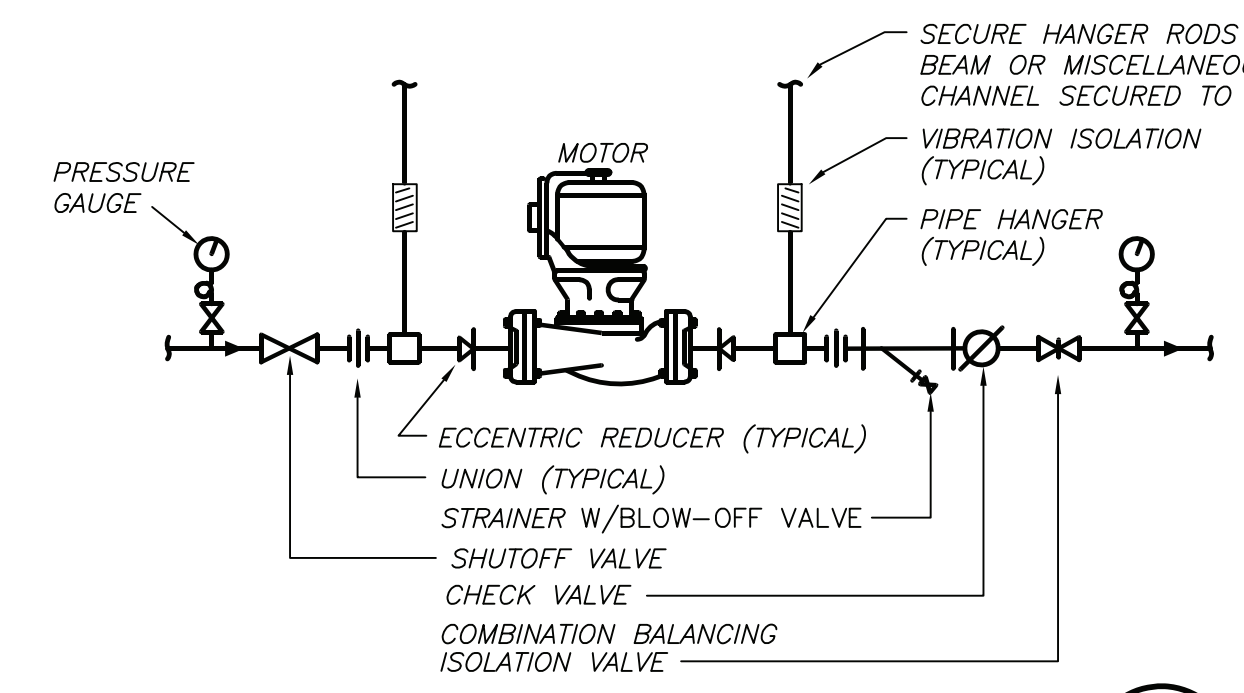 SECURE HANGER RODS
BEAM OR MISCELLANEOU
CHANNEL SECURED TO
VIBRATION ISOLATION
(TYPICAL)
MOTOR
PRESSURE
GAUGE
PIPE HANGER
(TYPICAL)
ECCENTRIC REDUCER (TYPICAL)
UNION (TYPICAL)
STRAINER W/BLOW-OFF VALVE
SHUTOFF VALVE
CHECK VALVE
COMBINATION BALANCING
ISOLATION VALVE